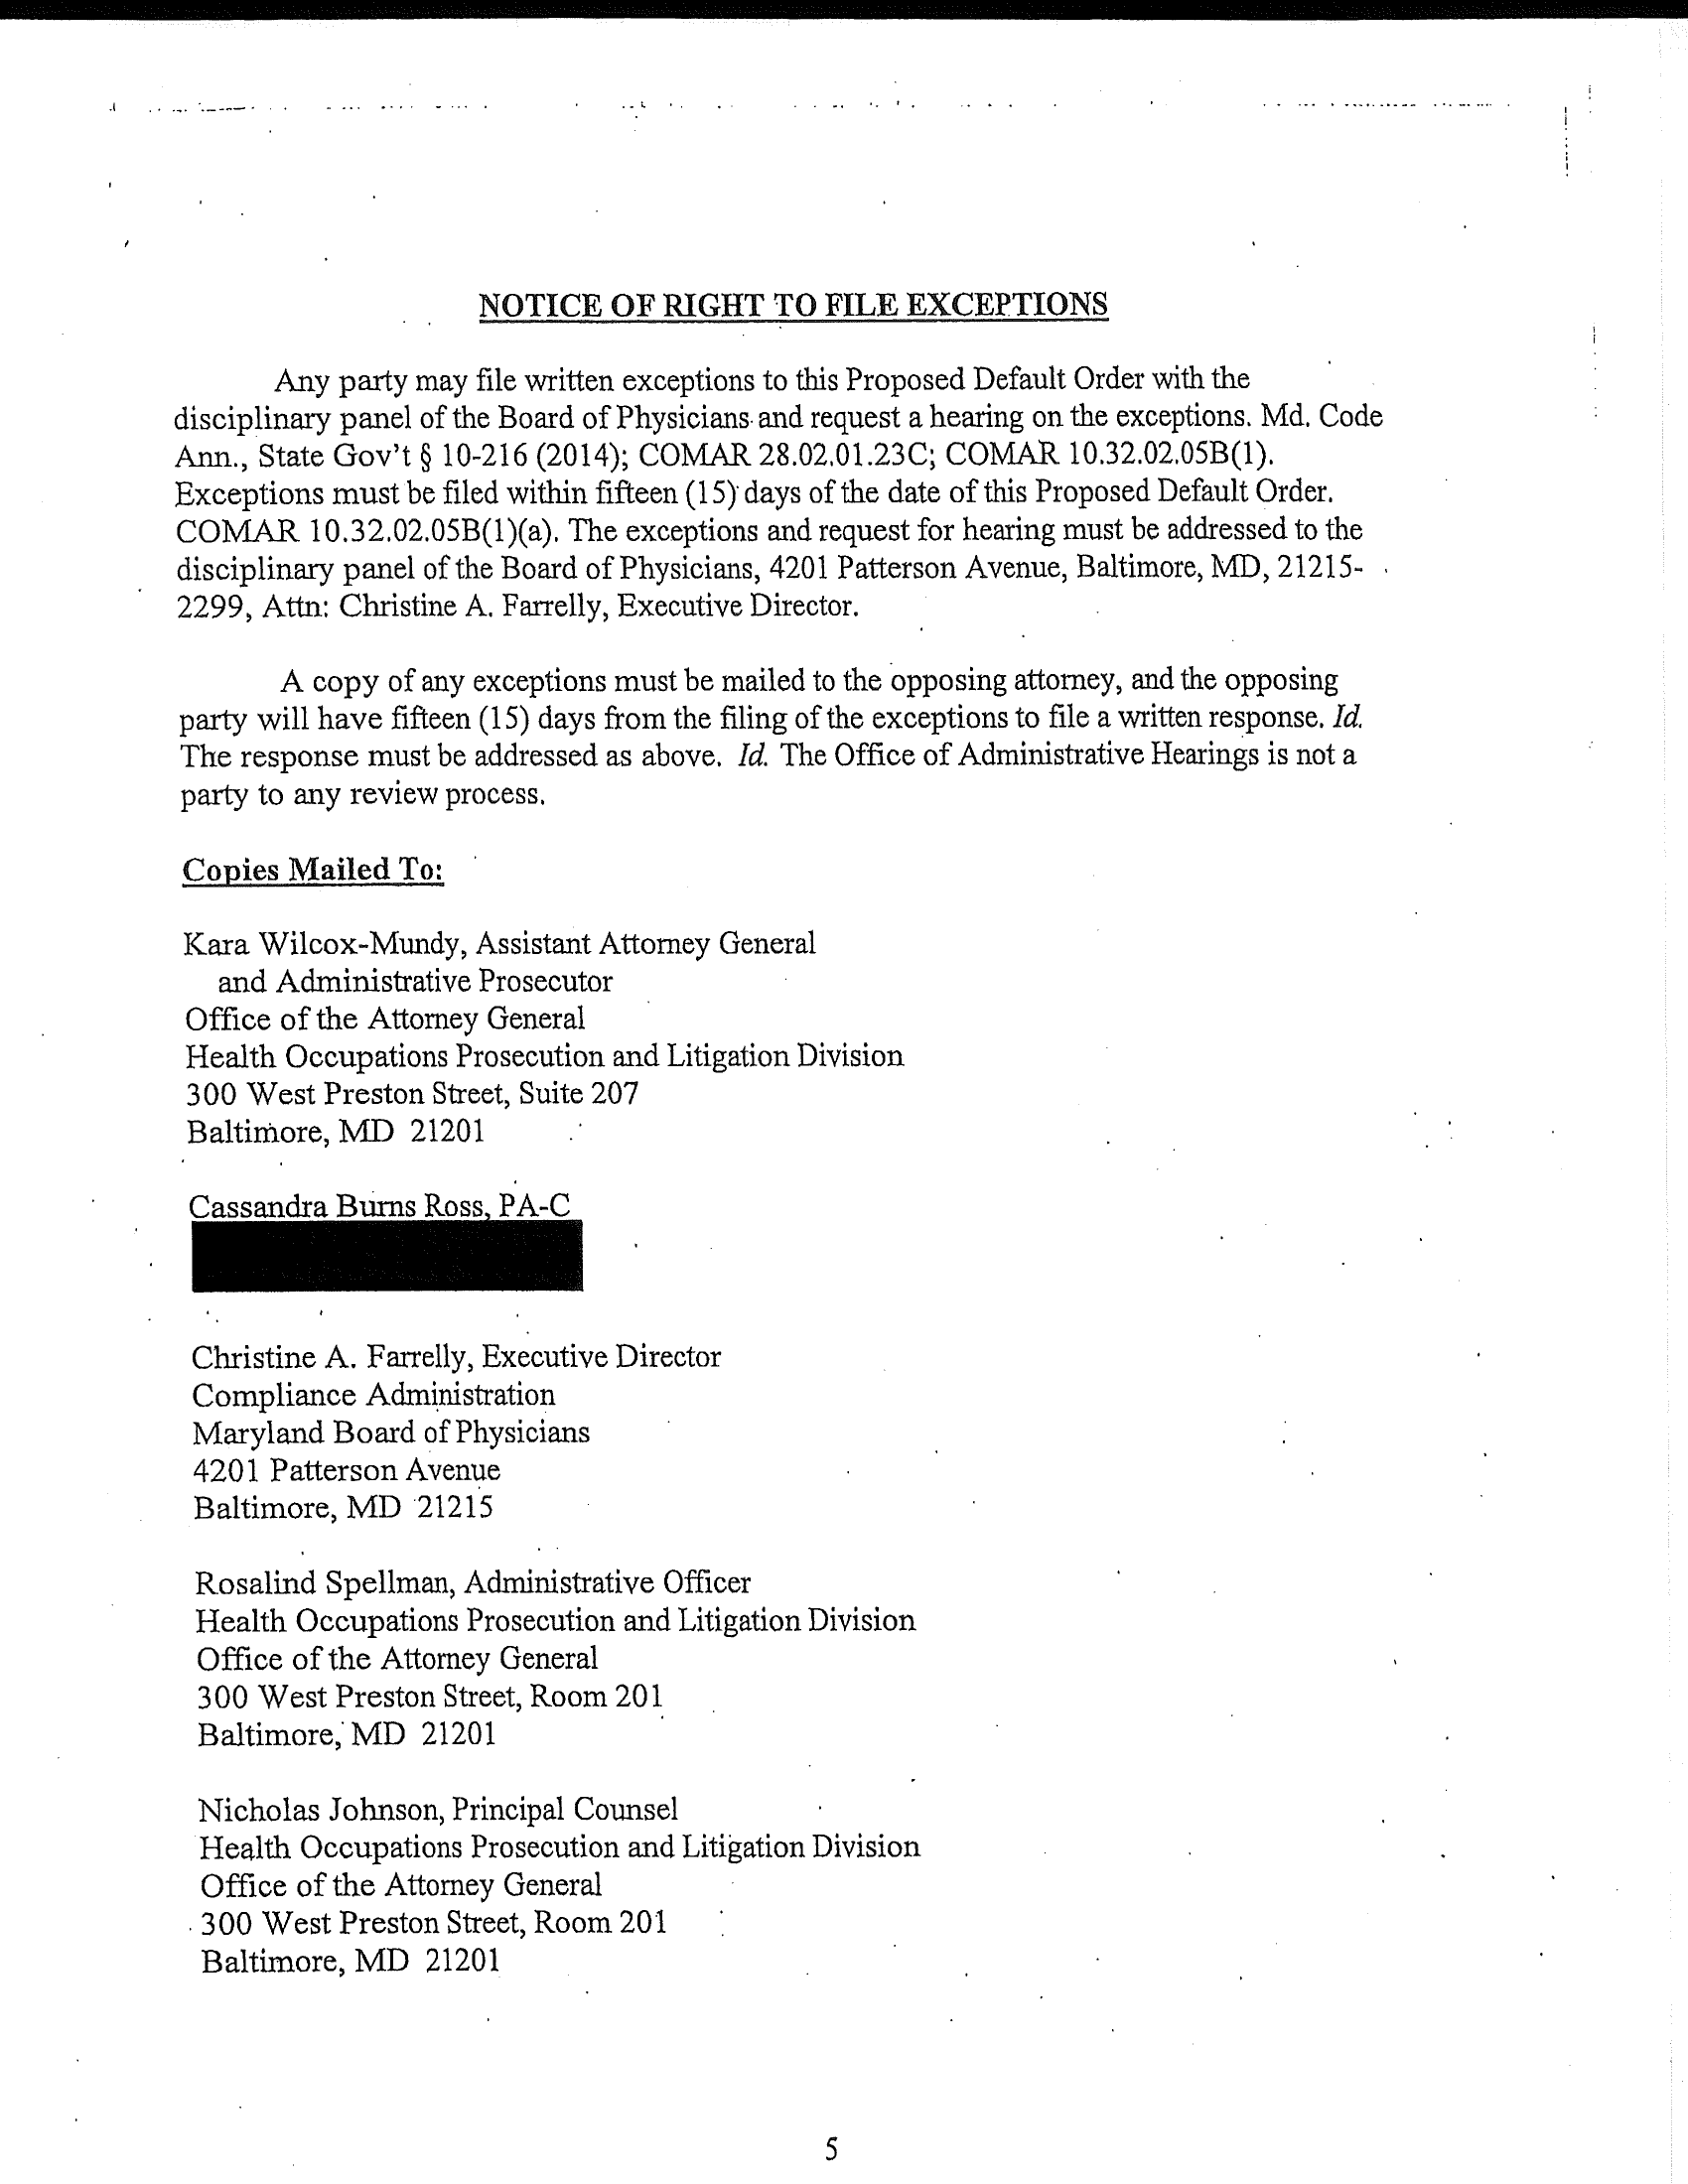 NOTICE OF RIGHT TO FILE EXCEPTIONS
Any party may file written exceptions to this Proposed Default Order with the
disciplinary panel of the Board of Physicians and request a hearing on the exceptions. Md. Code
Ann., State Gov't § 10-216 (2014); COMAR 28.02.01.23C; COMAR 10.32.02.05B(1).
Exceptions must be filed within fifteen (15) days of the date of this Proposed Default Order.
COMAR 10.32.02.05B(1)(a). The exceptions and request for hearing must be addressed to the
disciplinary panel of the Board of Physicians, 4201 Patterson Avenue, Baltimore, MD, 21215-
2299, Attn: Christine A. Farrelly, Executive Director.
A copy of any exceptions must be mailed to the opposing attorney, and the opposing
party will have fifteen (15) days from the filing of the exceptions to file a written response. Id.
The response must be addressed as above. Id. The Office of Administrative Hearings is not a
party to any review process.
Copies Mailed To:
Kara Wilcox-Mundy, Assistant Attorney General
and Administrative Prosecutor
Office of the Attorney General
Health Occupations Prosecution and Litigation Division
300 West Preston Street, Suite 207
Baltimore, MD 21201
Cassandra Burns Ross, PA-C
Christine A. Farrelly, Executive Director
Compliance Administration
Maryland Board of Physicians
4201 Patterson Avenue
Baltimore, MD 21215
Rosalind Spellman, Administrative Officer
Health Occupations Prosecution and Litigation Division
Office of the Attorney General
300 West Preston Street, Room 201
Baltimore, MD 21201
Nicholas Johnson, Principal Counsel
Health Occupations Prosecution and Litigation Division
Office of the Attorney General
300 West Preston Street, Room 201
Baltimore, MD 21201
5